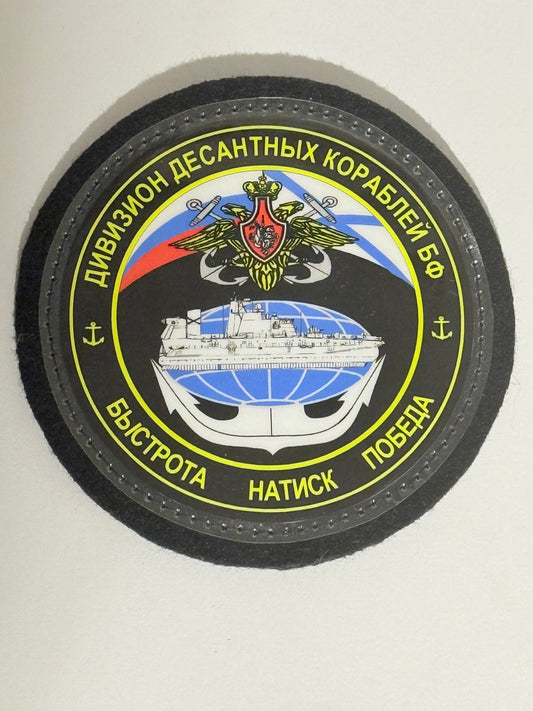 ДИВИЗИОН ДЕСАНТНЫХ КОРАБЛЕЙ БФ
БЫСТРОТА НАТИСК ПОБЕДА